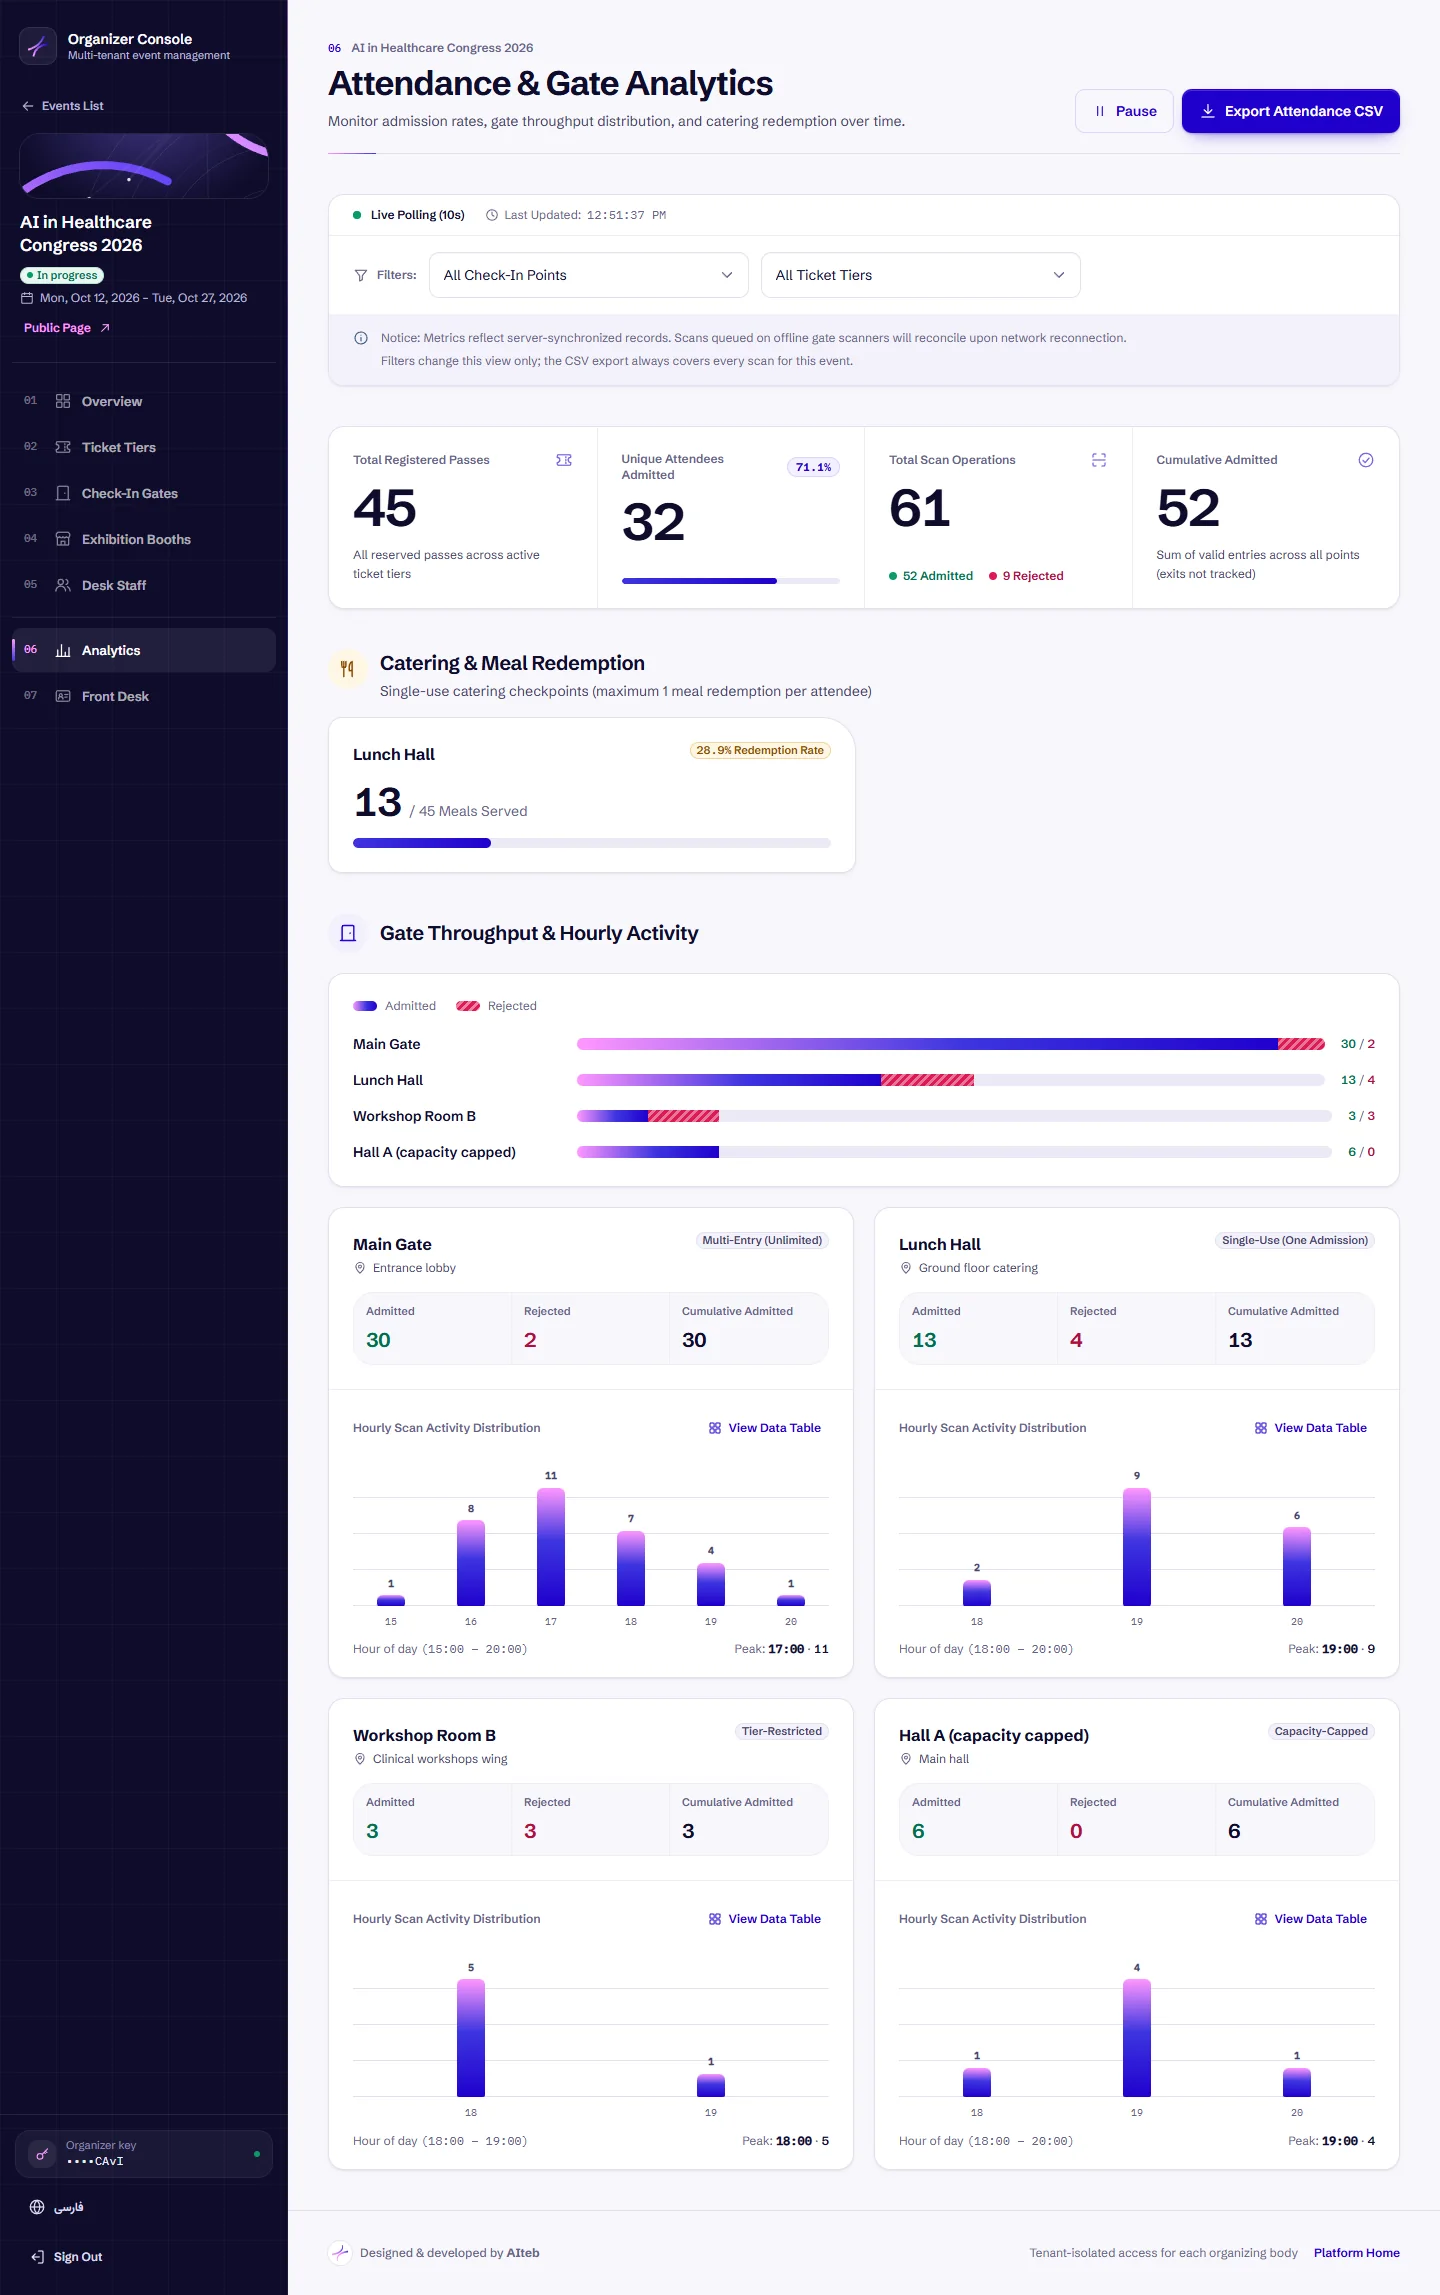 Organizer Console
Multi-tenant event management
Events List
AI in Healthcare
Congress 2026
In progress
Mon, Oct 12, 2026 – Tue, Oct 27, 2026
Public Page
01 Overview
02 Ticket Tiers
03 Check-In Gates
04 Exhibition Booths
05 Desk Staff
06 Analytics
07 Front Desk
Organizer key
••••CAvI
فارسی
Sign Out
06 AI in Healthcare Congress 2026
Attendance & Gate Analytics
Monitor admission rates, gate throughput distribution, and catering redemption over time.
Pause
Export Attendance CSV
Live Polling (10s) Last Updated: 12:51:37 PM
Filters: All Check-In Points All Ticket Tiers
Notice: Metrics reflect server-synchronized records. Scans queued on offline gate scanners will reconcile upon network reconnection.
Filters change this view only; the CSV export always covers every scan for this event.
Total Registered Passes
45
All reserved passes across active
ticket tiers
Unique Attendees
Admitted
71.1%
32
Total Scan Operations
61
52 Admitted 9 Rejected
Cumulative Admitted
52
Sum of valid entries across all points
(exits not tracked)
Catering & Meal Redemption
Single-use catering checkpoints (maximum 1 meal redemption per attendee)
Lunch Hall
28.9% Redemption Rate
13 / 45 Meals Served
Gate Throughput & Hourly Activity
Admitted Rejected
Main Gate 30 / 2
Lunch Hall 13 / 4
Workshop Room B 3 / 3
Hall A (capacity capped) 6 / 0
Main Gate
Multi-Entry (Unlimited)
Entrance lobby
Admitted Rejected Cumulative Admitted
30 2 30
Hourly Scan Activity Distribution
View Data Table
1 8 11 7 4 1
15 16 17 18 19 20
Hour of day (15:00 – 20:00)
Peak: 17:00 · 11
Lunch Hall
Single-Use (One Admission)
Ground floor catering
Admitted Rejected Cumulative Admitted
13 4 13
Hourly Scan Activity Distribution
View Data Table
2 9 6
18 19 20
Hour of day (18:00 – 20:00)
Peak: 19:00 · 9
Workshop Room B
Tier-Restricted
Clinical workshops wing
Admitted Rejected Cumulative Admitted
3 3 3
Hourly Scan Activity Distribution
View Data Table
5 1
18 19
Hour of day (18:00 – 19:00)
Peak: 18:00 · 5
Hall A (capacity capped)
Capacity-Capped
Main hall
Admitted Rejected Cumulative Admitted
6 0 6
Hourly Scan Activity Distribution
View Data Table
1 4 1
18 19 20
Hour of day (18:00 – 20:00)
Peak: 19:00 · 4
Designed & developed by AIteb
Tenant-isolated access for each organizing body
Platform Home